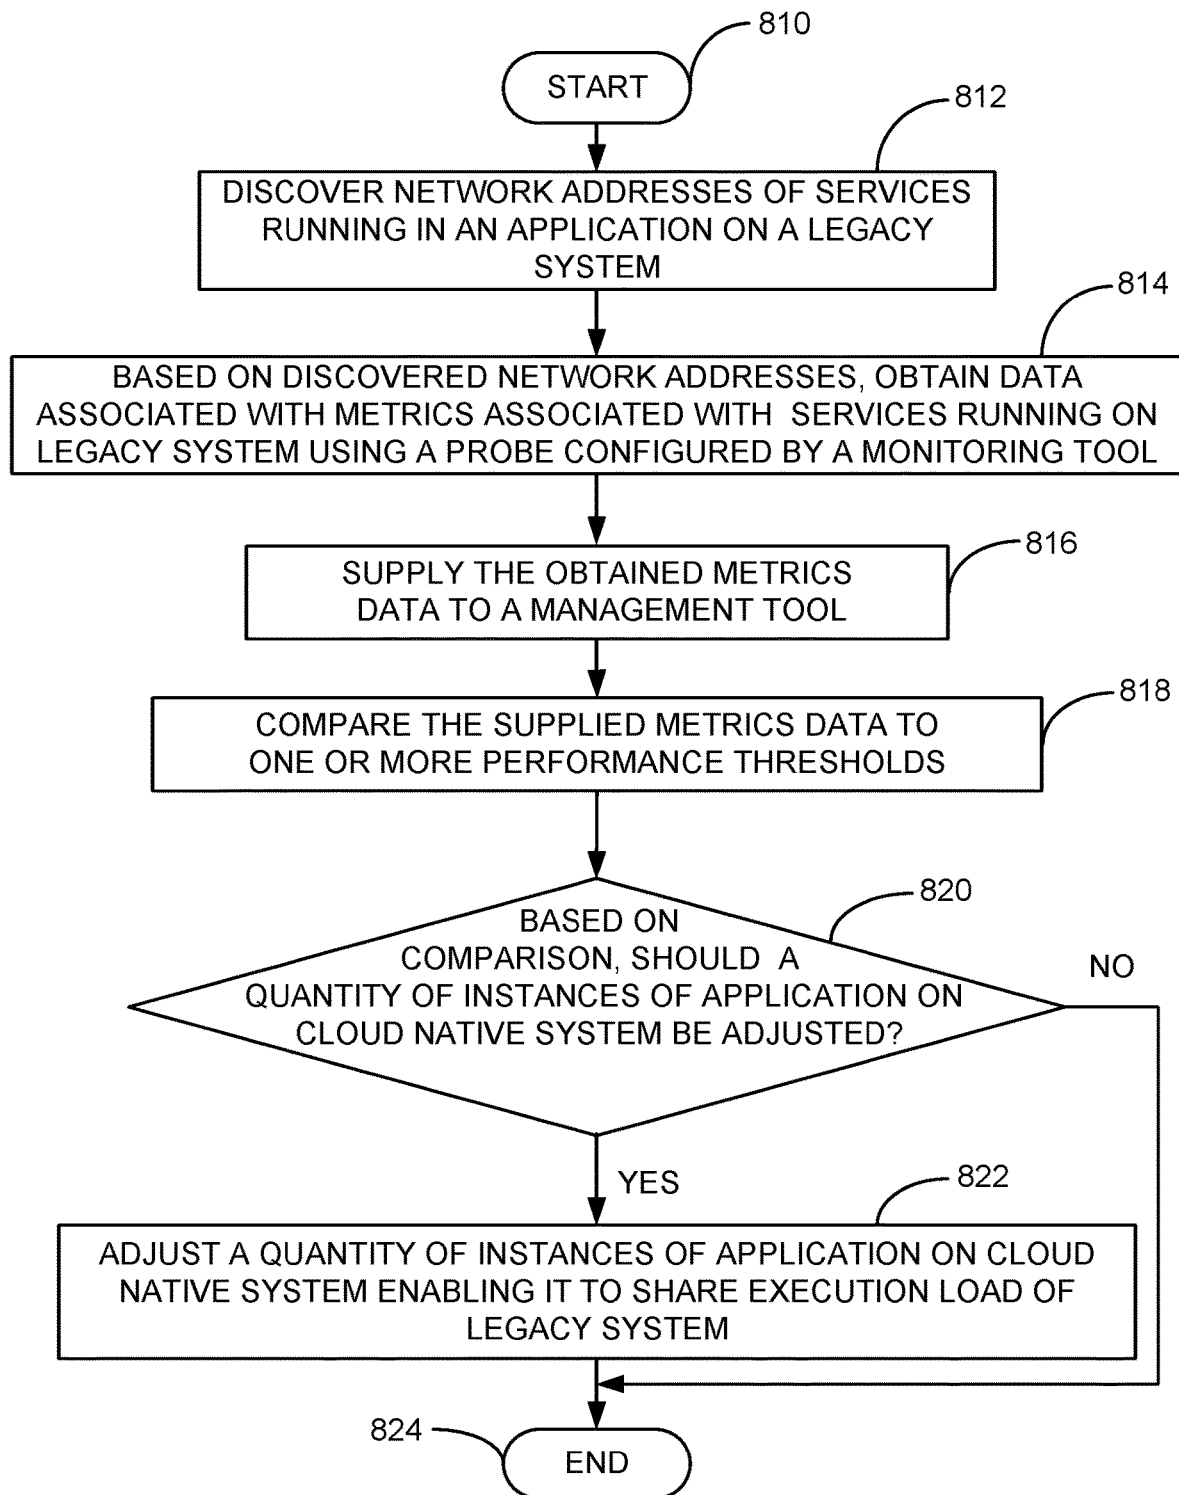 810
START
812
DISCOVER NETWORK ADDRESSES OF SERVICES
RUNNING IN AN APPLICATION ON A LEGACY
SYSTEM
814
BASED ON DISCOVERED NETWORK ADDRESSES, OBTAIN DATA
ASSOCIATED WITH METRICS ASSOCIATED WITH SERVICES RUNNING ON
LEGACY SYSTEM USING A PROBE CONFIGURED BY A MONITORING TOOL
816
SUPPLY THE OBTAINED METRICS
DATA TO A MANAGEMENT TOOL
818
COMPARE THE SUPPLIED METRICS DATA TO
ONE OR MORE PERFORMANCE THRESHOLDS
820
BASED ON
COMPARISON, SHOULD A
QUANTITY OF INSTANCES OF APPLICATION ON
CLOUD NATIVE SYSTEM BE ADJUSTED?
NO
YES
822
ADJUST A QUANTITY OF INSTANCES OF APPLICATION ON CLOUD
NATIVE SYSTEM ENABLING IT TO SHARE EXECUTION LOAD OF
LEGACY SYSTEM
824
END